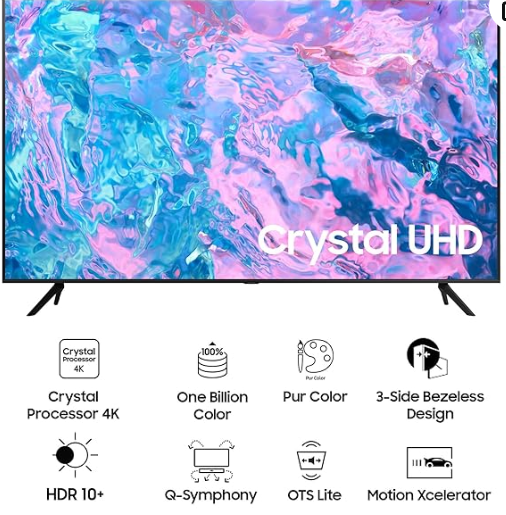 Crystal UHD
Crystal
Processor
4K
100%
Pur Color
Crystal
Processor 4K
One Billion
Color
Pur Color
3-Side Bezeless
Design
HDR 10+
Q-Symphony
OTS Lite
Motion Xcelerator